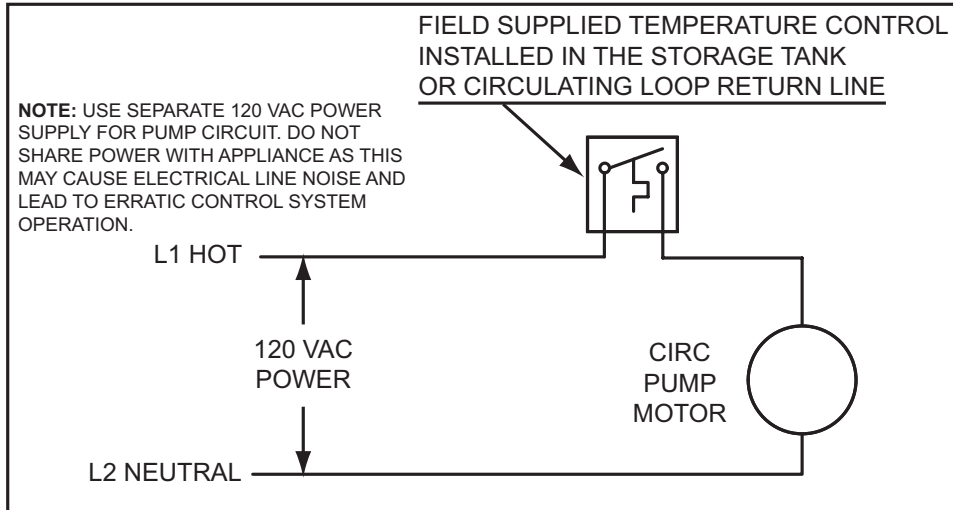 FIELD SUPPLIED TEMPERATURE CONTROL
INSTALLED IN THE STORAGE TANK
OR CIRCULATING LOOP RETURN LINE
NOTE: USE SEPARATE 120 VAC POWER
SUPPLY FOR PUMP CIRCUIT. DO NOT
SHARE POWER WITH APPLIANCE AS THIS
MAY CAUSE ELECTRICAL LINE NOISE AND
LEAD TO ERRATIC CONTROL SYSTEM
OPERATION.
L1 HOT
120 VAC
POWER
CIRC
PUMP
MOTOR
L2 NEUTRAL